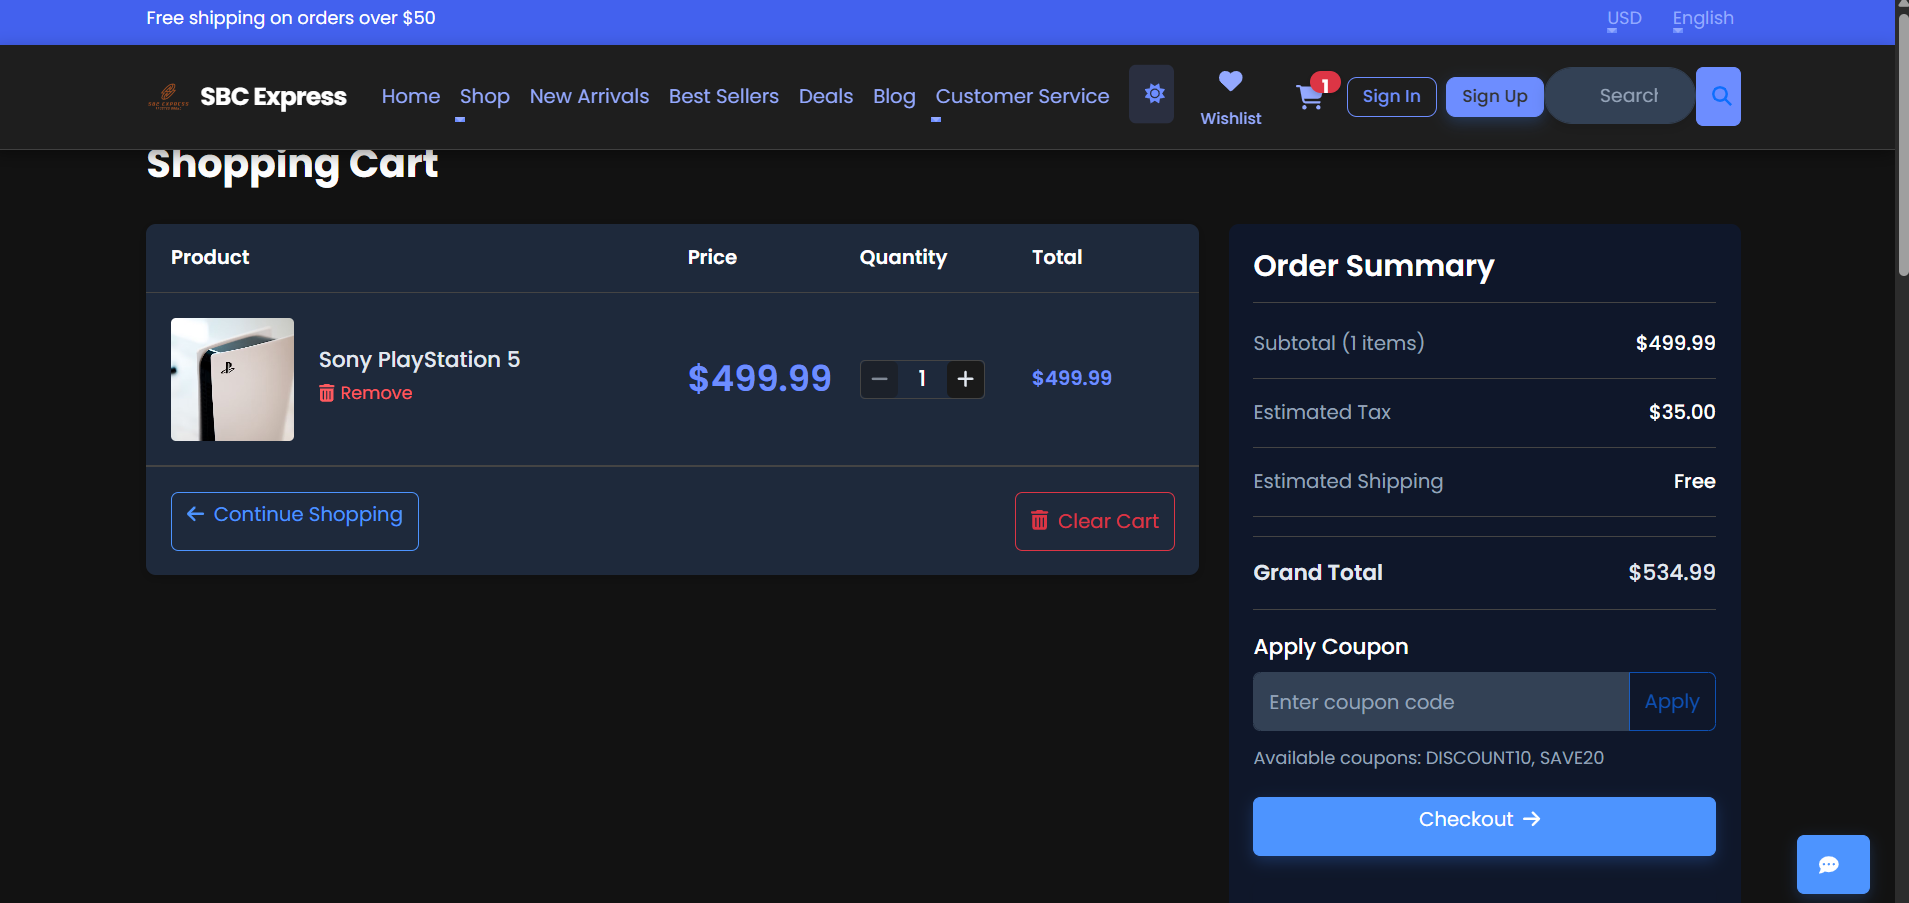 Free shipping on orders over $50
USD
English
SBC EXPRESS
SBC Express
Home
Shop
New Arrivals
Best Sellers
Deals
Blog
Customer Service
Wishlist
1
Sign In
Sign Up
Search
Shopping Cart
Product
Price
Quantity
Total
Sony PlayStation 5
Remove
$499.99
1
$499.99
Continue Shopping
Clear Cart
Order Summary
Subtotal (1 items)
$499.99
Estimated Tax
$35.00
Estimated Shipping
Free
Grand Total
$534.99
Apply Coupon
Enter coupon code
Apply
Available coupons: DISCOUNT10, SAVE20
Checkout